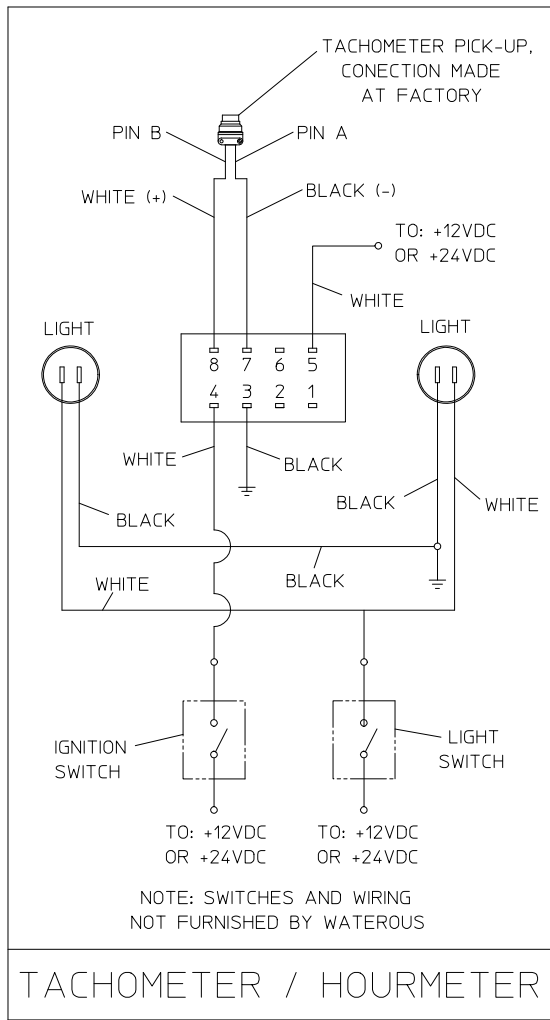 TACHOMETER PICK-UP,
CONECTION MADE
AT FACTORY
PIN B
PIN A
WHITE (+)
BLACK (-)
TO: +12VDC
OR +24VDC
WHITE
LIGHT
LIGHT
8 7 6 5
4 3 2 1
WHITE
BLACK
BLACK
WHITE
BLACK
BLACK
WHITE
IGNITION
SWITCH
LIGHT
SWITCH
TO: +12VDC
OR +24VDC
TO: +12VDC
OR +24VDC
NOTE: SWITCHES AND WIRING
NOT FURNISHED BY WATEROUS
TACHOMETER / HOURMETER